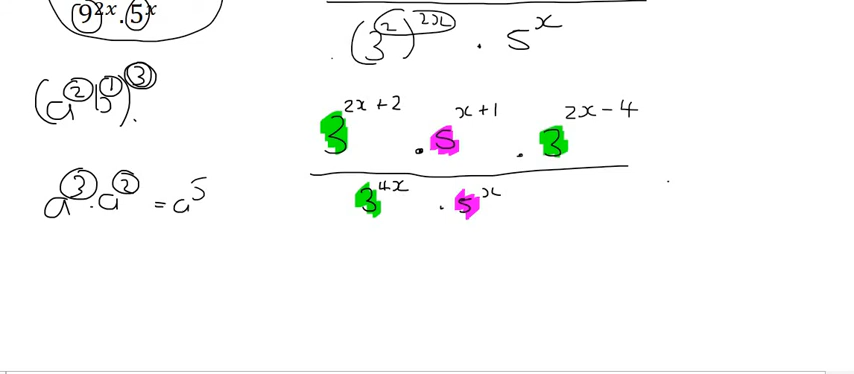 9^2x . 5^x
(3^2)^2x . 5^x
(a^2 b^1)^3.
3^2x+2 . 5^x+1 . 3^2x-4
3^4x . 5^x
a^3 . a^2 = a^5